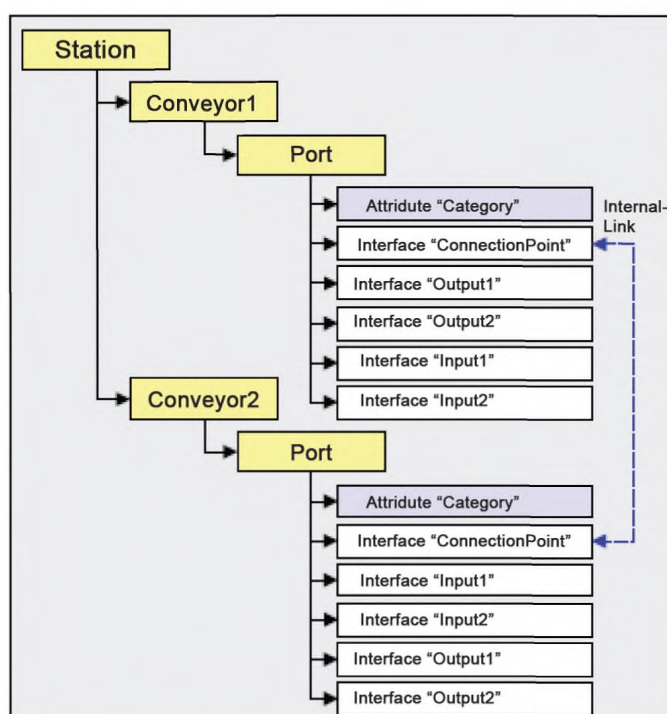 Station
Conveyor1
Port
Attridute “Category”
Internal-
Link
Interface “ConnectionPoint”
Interface “Output1”
Interface “Output2”
Interface “Input1”
Interface “Input2”
Conveyor2
Port
Attridute “Category”
Interface “ConnectionPoint”
Interface “Input1”
Interface “Input2”
Interface “Output1”
Interface “Output2”